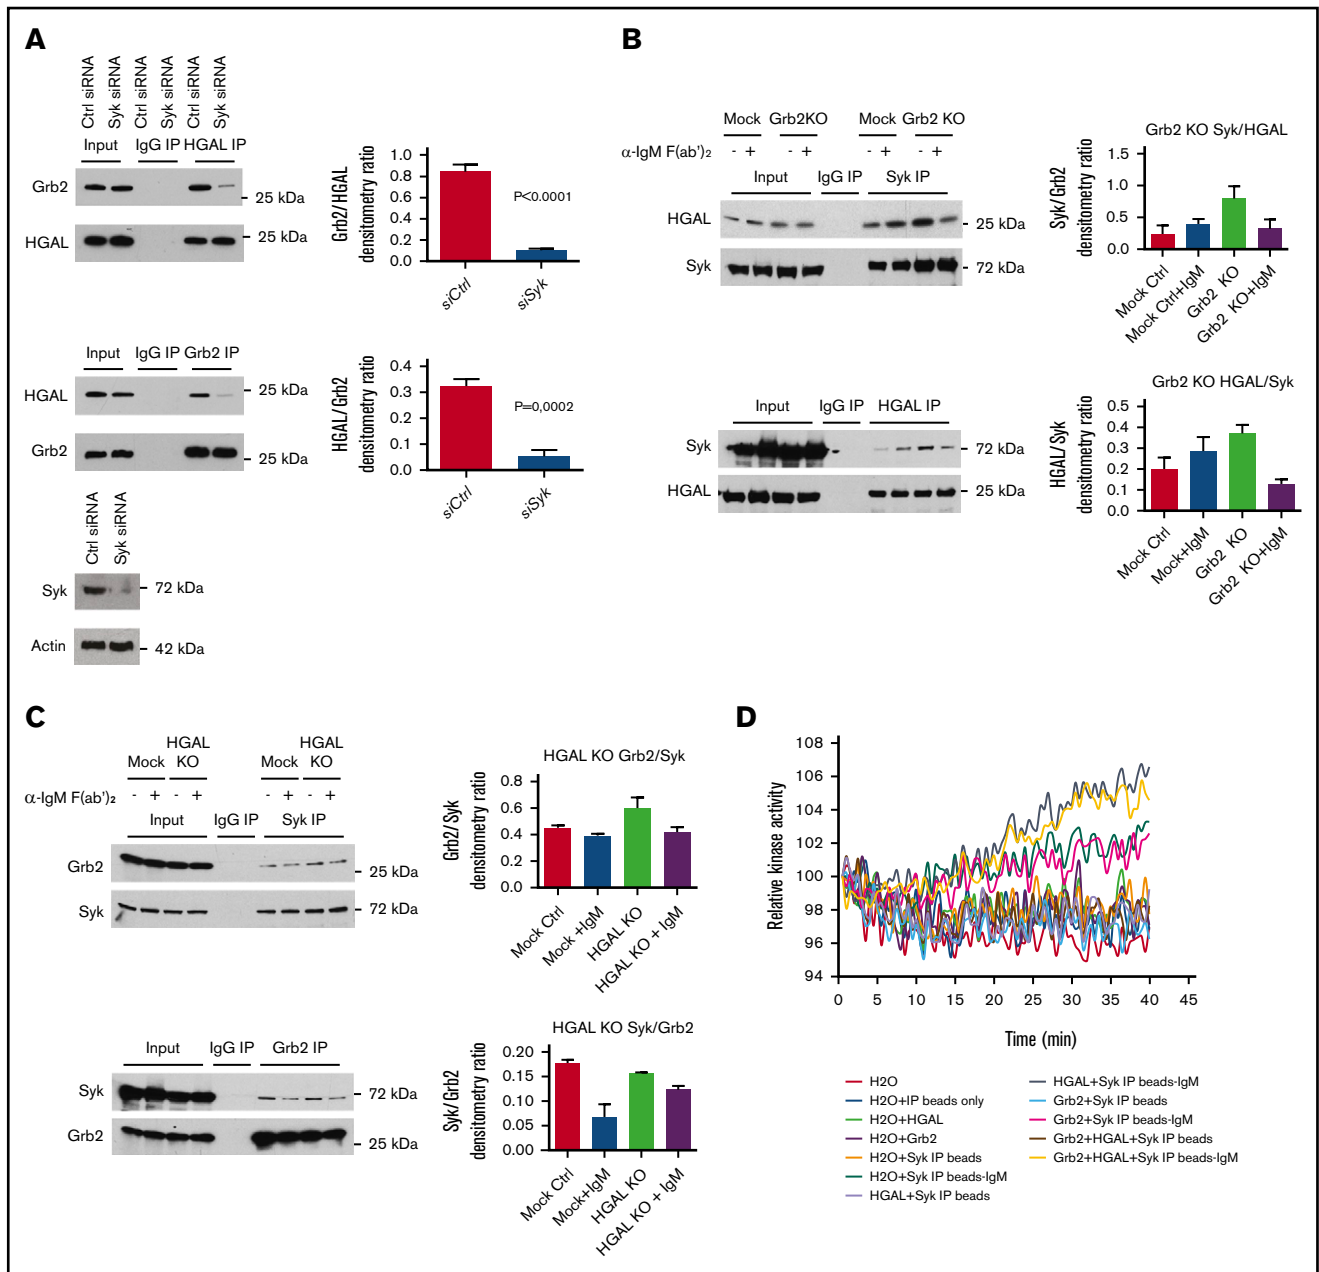 A
Ctrl siRNA
Syk siRNA
Ctrl siRNA
Syk siRNA
Ctrl siRNA
Syk siRNA
Input IgG IP HGAL IP
Grb2
25 kDa
HGAL
25 kDa
Grb2/HGAL
densitometry ratio
1.0
0.8
0.6
0.4
0.2
0.0
P<0.0001
siCtrl
siSyk
Input IgG IP Grb2 IP
HGAL
25 kDa
Grb2
25 kDa
HGAL/Grb2
densitometry ratio
0.4
0.3
0.2
0.1
0.0
P=0,0002
siCtrl
siSyk
Ctrl siRNA
Syk siRNA
Syk
72 kDa
Actin
42 kDa
B
Mock Grb2KO Mock Grb2 KO
α-IgM F(ab')₂ - + - + - + - +
Input IgG IP Syk IP
HGAL
25 kDa
Syk
72 kDa
Grb2 KO Syk/HGAL
Syk/Grb2
densitometry ratio
1.5
1.0
0.5
0.0
Mock Ctrl
Mock Ctrl+IgM
Grb2 KO
Grb2 KO+IgM
Input IgG IP HGAL IP
Syk
72 kDa
HGAL
25 kDa
Grb2 KO HGAL/Syk
HGAL/Syk
densitometry ratio
0.5
0.4
0.3
0.2
0.1
0.0
Mock Ctrl
Mock+IgM
Grb2 KO
Grb2 KO+IgM
C
HGAL HGAL
Mock KO Mock KO
α-IgM F(ab')₂ - + - + - + - +
Input IgG IP Syk IP
Grb2
25 kDa
Syk
72 kDa
HGAL KO Grb2/Syk
Grb2/Syk
densitometry ratio
0.8
0.6
0.4
0.2
0.0
Mock Ctrl
Mock +IgM
HGAL KO
HGAL KO + IgM
Input IgG IP Grb2 IP
Syk
72 kDa
Grb2
25 kDa
HGAL KO Syk/Grb2
Syk/Grb2
densitometry ratio
0.20
0.15
0.10
0.05
0.00
Mock Ctrl
Mock+IgM
HGAL KO
HGAL KO + IgM
D
Relative kinase activity
108
106
104
102
100
98
96
94
0 5 10 15 20 25 30 35 40 45
Time (min)
H2O
H2O+IP beads only
H2O+HGAL
H2O+Grb2
H2O+Syk IP beads
H2O+Syk IP beads-IgM
HGAL+Syk IP beads
HGAL+Syk IP beads-IgM
Grb2+Syk IP beads
Grb2+Syk IP beads-IgM
Grb2+HGAL+Syk IP beads
Grb2+HGAL+Syk IP beads-IgM